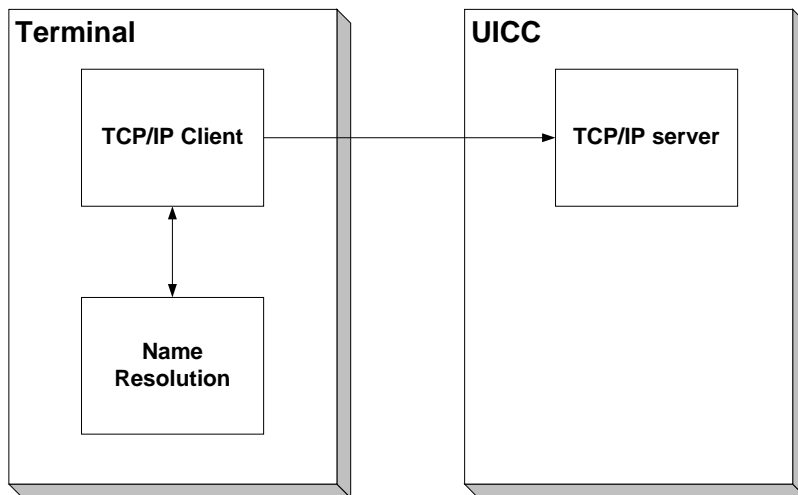 Terminal
UICC
TCP/IP Client
TCP/IP server
Name
Resolution